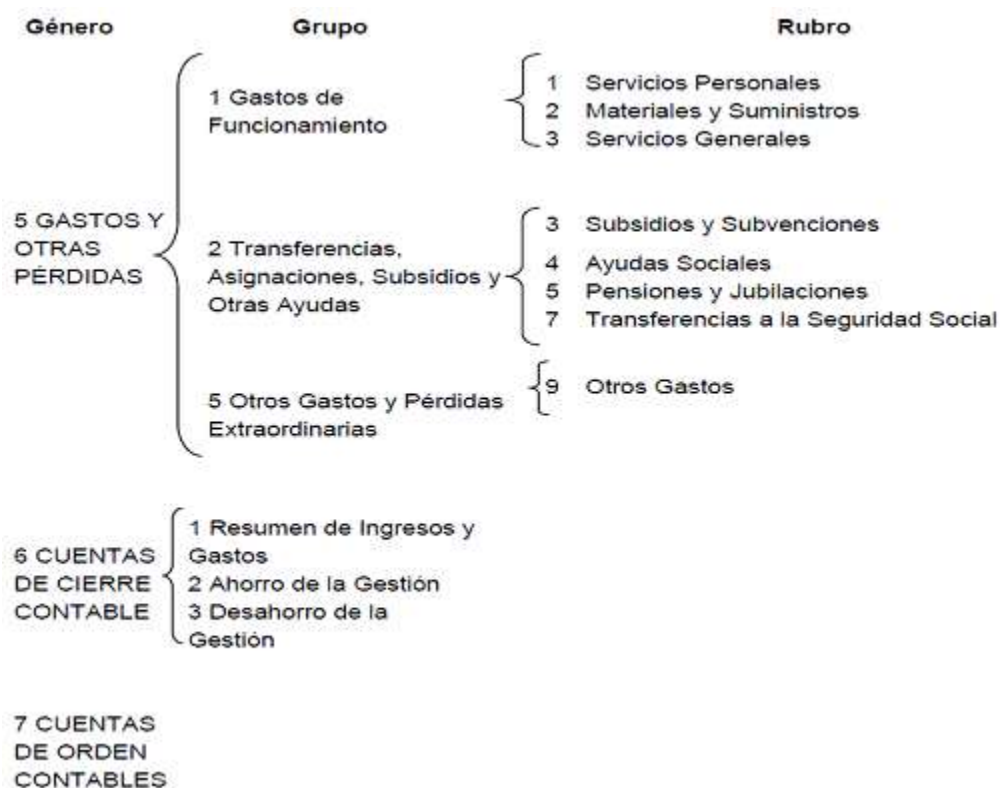 Género Grupo Rubro
1 Gastos de
Funcionamiento
1 Servicios Personales
2 Materiales y Suministros
3 Servicios Generales
5 GASTOS Y
OTRAS
PÉRDIDAS
2 Transferencias,
Asignaciones, Subsidios y
Otras Ayudas
3 Subsidios y Subvenciones
4 Ayudas Sociales
5 Pensiones y Jubilaciones
7 Transferencias a la Seguridad Social
5 Otros Gastos y Pérdidas
Extraordinarias
9 Otros Gastos
6 CUENTAS
DE CIERRE
CONTABLE
1 Resumen de Ingresos y
Gastos
2 Ahorro de la Gestión
3 Desahorro de la
Gestión
7 CUENTAS
DE ORDEN
CONTABLES